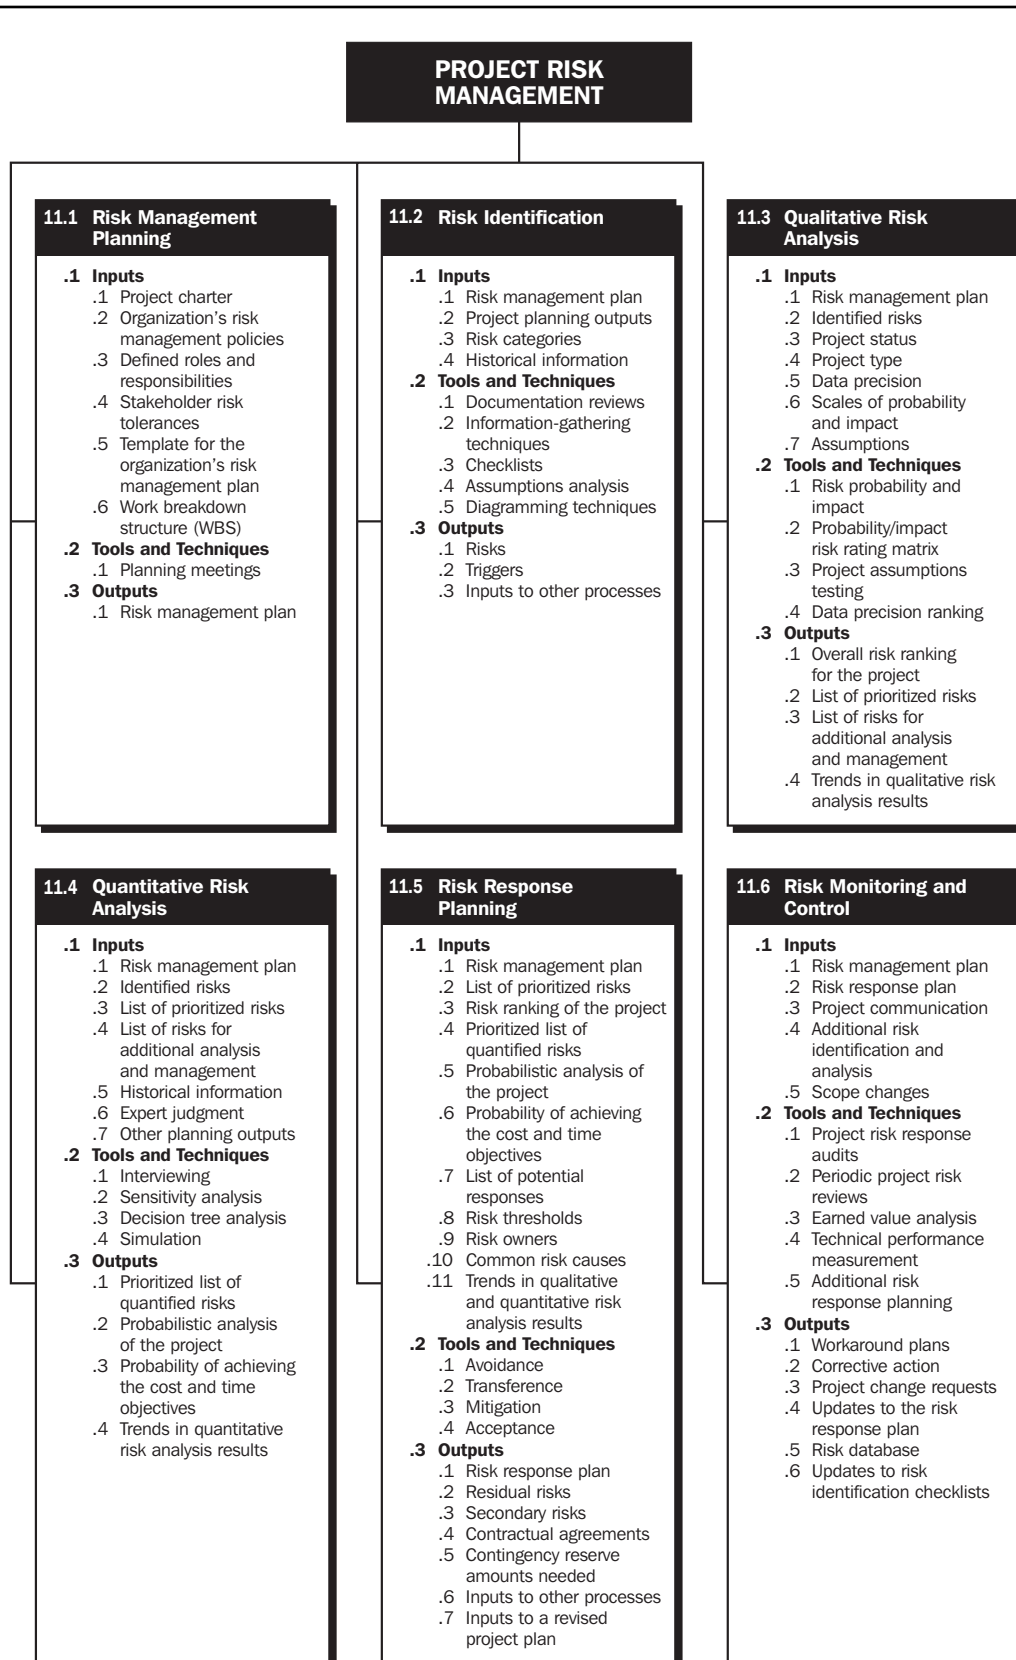 PROJECT RISK
MANAGEMENT
11.1 Risk Management
Planning
.1 Inputs
.1 Project charter
.2 Organization’s risk
management policies
.3 Defined roles and
responsibilities
.4 Stakeholder risk
tolerances
.5 Template for the
organization’s risk
management plan
.6 Work breakdown
structure (WBS)
.2 Tools and Techniques
.1 Planning meetings
.3 Outputs
.1 Risk management plan
11.2 Risk Identification
.1 Inputs
.1 Risk management plan
.2 Project planning outputs
.3 Risk categories
.4 Historical information
.2 Tools and Techniques
.1 Documentation reviews
.2 Information-gathering
techniques
.3 Checklists
.4 Assumptions analysis
.5 Diagramming techniques
.3 Outputs
.1 Risks
.2 Triggers
.3 Inputs to other processes
11.3 Qualitative Risk
Analysis
.1 Inputs
.1 Risk management plan
.2 Identified risks
.3 Project status
.4 Project type
.5 Data precision
.6 Scales of probability
and impact
.7 Assumptions
.2 Tools and Techniques
.1 Risk probability and
impact
.2 Probability/impact
risk rating matrix
.3 Project assumptions
testing
.4 Data precision ranking
.3 Outputs
.1 Overall risk ranking
for the project
.2 List of prioritized risks
.3 List of risks for
additional analysis
and management
.4 Trends in qualitative risk
analysis results
11.4 Quantitative Risk
Analysis
.1 Inputs
.1 Risk management plan
.2 Identified risks
.3 List of prioritized risks
.4 List of risks for
additional analysis
and management
.5 Historical information
.6 Expert judgment
.7 Other planning outputs
.2 Tools and Techniques
.1 Interviewing
.2 Sensitivity analysis
.3 Decision tree analysis
.4 Simulation
.3 Outputs
.1 Prioritized list of
quantified risks
.2 Probabilistic analysis
of the project
.3 Probability of achieving
the cost and time
objectives
.4 Trends in quantitative
risk analysis results
11.5 Risk Response
Planning
.1 Inputs
.1 Risk management plan
.2 List of prioritized risks
.3 Risk ranking of the project
.4 Prioritized list of
quantified risks
.5 Probabilistic analysis of
the project
.6 Probability of achieving
the cost and time
objectives
.7 List of potential
responses
.8 Risk thresholds
.9 Risk owners
.10 Common risk causes
.11 Trends in qualitative
and quantitative risk
analysis results
.2 Tools and Techniques
.1 Avoidance
.2 Transference
.3 Mitigation
.4 Acceptance
.3 Outputs
.1 Risk response plan
.2 Residual risks
.3 Secondary risks
.4 Contractual agreements
.5 Contingency reserve
amounts needed
.6 Inputs to other processes
.7 Inputs to a revised
project plan
11.6 Risk Monitoring and
Control
.1 Inputs
.1 Risk management plan
.2 Risk response plan
.3 Project communication
.4 Additional risk
identification and
analysis
.5 Scope changes
.2 Tools and Techniques
.1 Project risk response
audits
.2 Periodic project risk
reviews
.3 Earned value analysis
.4 Technical performance
measurement
.5 Additional risk
response planning
.3 Outputs
.1 Workaround plans
.2 Corrective action
.3 Project change requests
.4 Updates to the risk
response plan
.5 Risk database
.6 Updates to risk
identification checklists